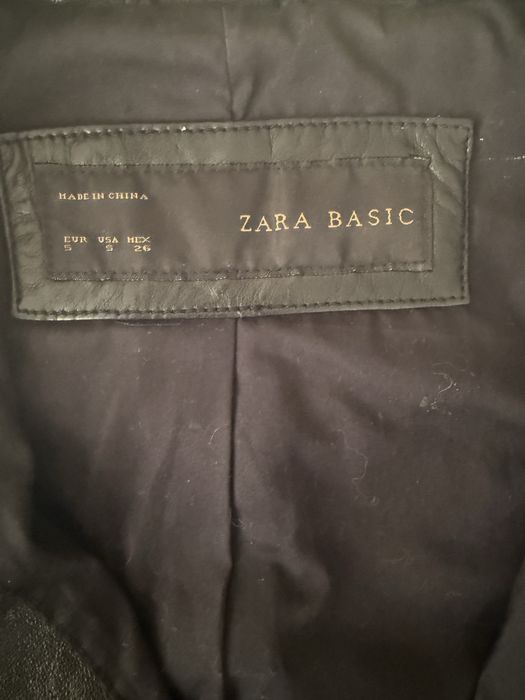 MADE IN CHINA
ZARA BASIC
EUR USA MEX
S S 26